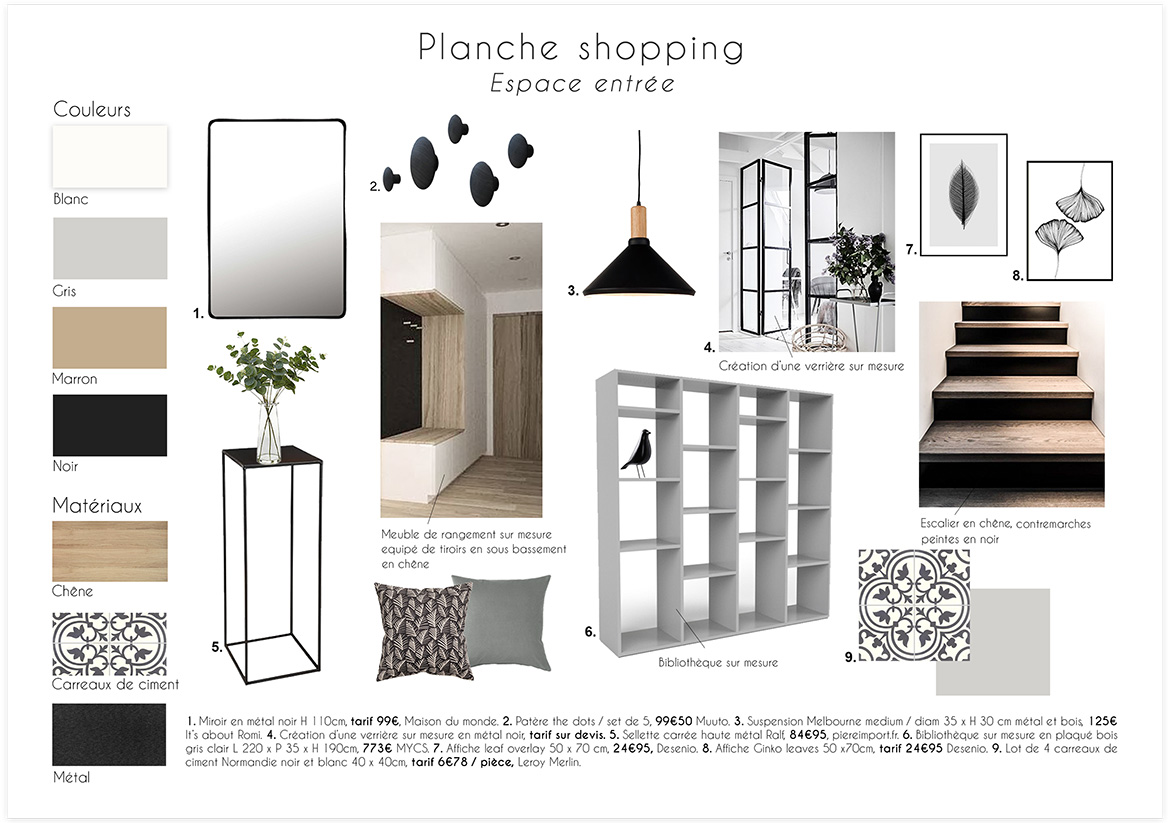 Planche shopping
Espace entrée
Couleurs
Blanc
Gris
Marron
Noir
Matériaux
Chêne
Carreaux de ciment
Métal
1.
2.
3.
4.
Création d'une verrière sur mesure
7.
8.
Meuble de rangement sur mesure
equipé de tiroirs en sous bassement
en chêne
Escalier en chêne, contremarches
peintes en noir
5.
6.
Bibliothèque sur mesure
9.
1. Miroir en métal noir H 110cm, tarif 99€, Maison du monde. 2. Patère the dots / set de 5, 99€50 Muuto. 3. Suspension Melbourne medium / diam 35 x H 30 cm métal et bois, 125€
It's about Romi. 4. Création d'une verrière sur mesure en métal noir, tarif sur devis. 5. Sellette carrée haute métal Ralf, 84€95, piereimport.fr. 6. Bibliothèque sur mesure en plaqué bois
gris clair L 220 x P 35 x H 190cm, 773€ MYCS. 7. Affiche leaf overlay 50 x 70 cm, 24€95, Desenio. 8. Affiche Ginko leaves 50 x70cm, tarif 24€95 Desenio. 9. Lot de 4 carreaux de
ciment Normandie noir et blanc 40 x 40cm, tarif 6€78 / pièce, Leroy Merlin.